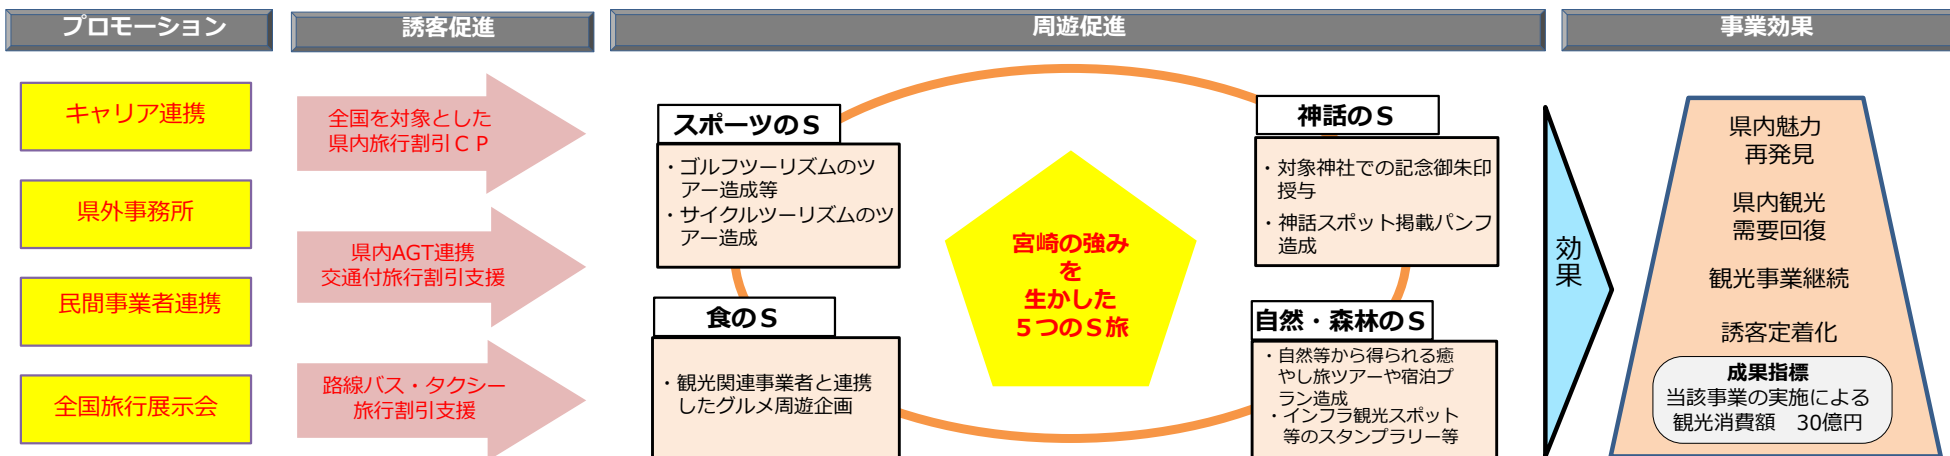 プロモーション
誘客促進
周遊促進
事業効果
キャリア連携
県外事務所
民間事業者連携
全国旅行展示会
全国を対象とした
県内旅行割引ＣＰ
県内AGT連携
交通付旅行割引支援
路線バス・タクシー
旅行割引支援
スポーツのＳ
・ゴルフツーリズムのツ
アー造成等
・サイクルツーリズムのツ
アー造成
食のＳ
・観光関連事業者と連携
したグルメ周遊企画
宮崎の強み
を
生かした
５つのＳ旅
神話のＳ
・対象神社での記念御朱印
授与
・神話スポット掲載パンフ
造成
自然・森林のＳ
・自然等から得られる癒
やし旅ツアーや宿泊プ
ラン造成
・インフラ観光スポット
等のスタンプラリー等
効
果
県内魅力
再発見
県内観光
需要回復
観光事業継続
誘客定着化
成果指標
当該事業の実施による
観光消費額　30億円